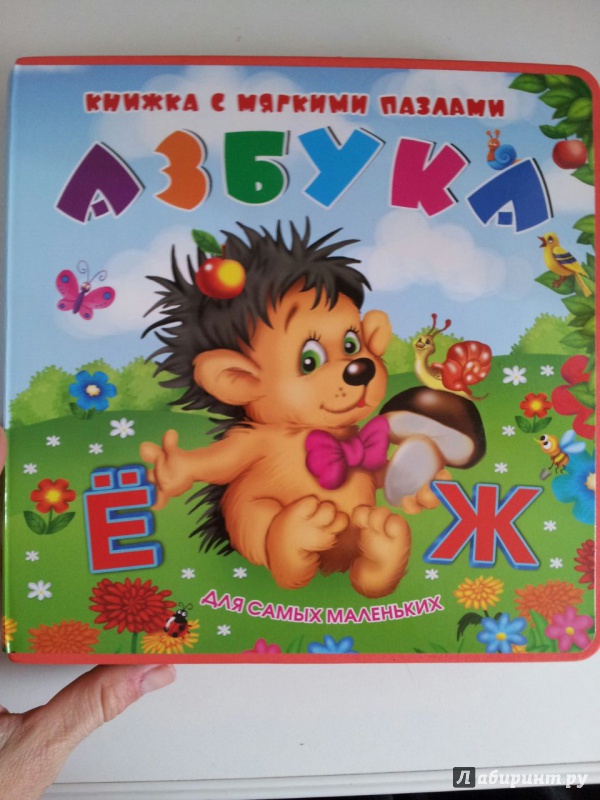 КНИЖКА С МЯГКИМИ ПАЗЛАМИ
АЗБУКА
Ё Ж
ДЛЯ САМЫХ МАЛЕНЬКИХ
Лабиринт.ру